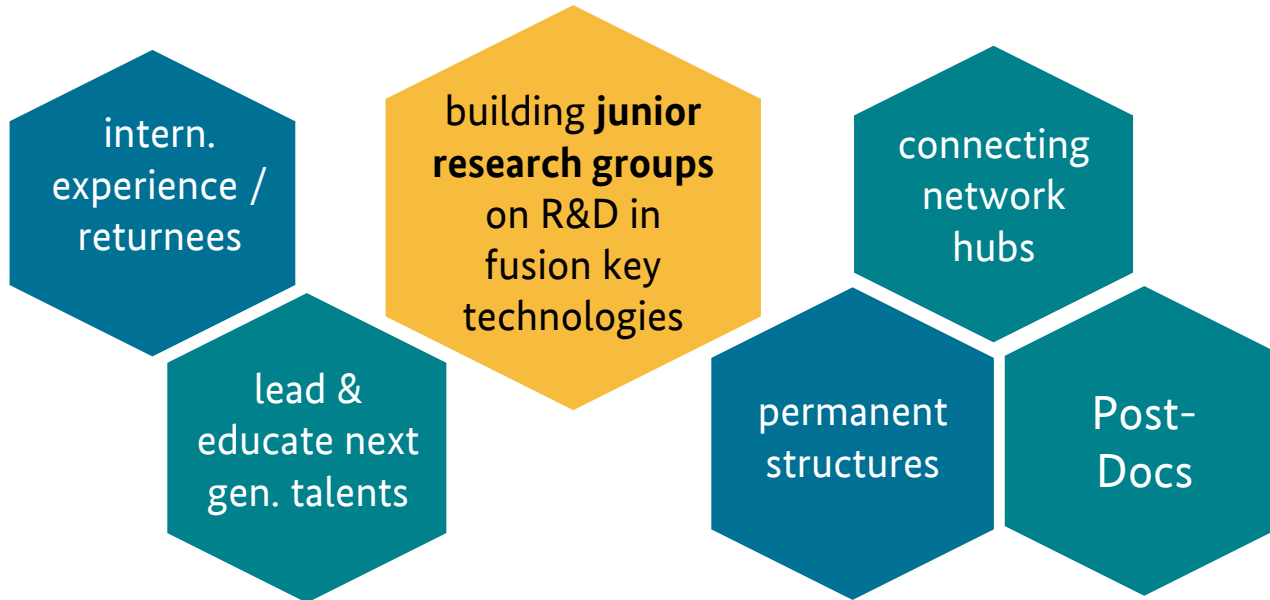 intern.
experience /
returnees
lead &
educate next
gen. talents
building junior
research groups
on R&D in
fusion key
technologies
connecting
network
hubs
permanent
structures
Post-
Docs